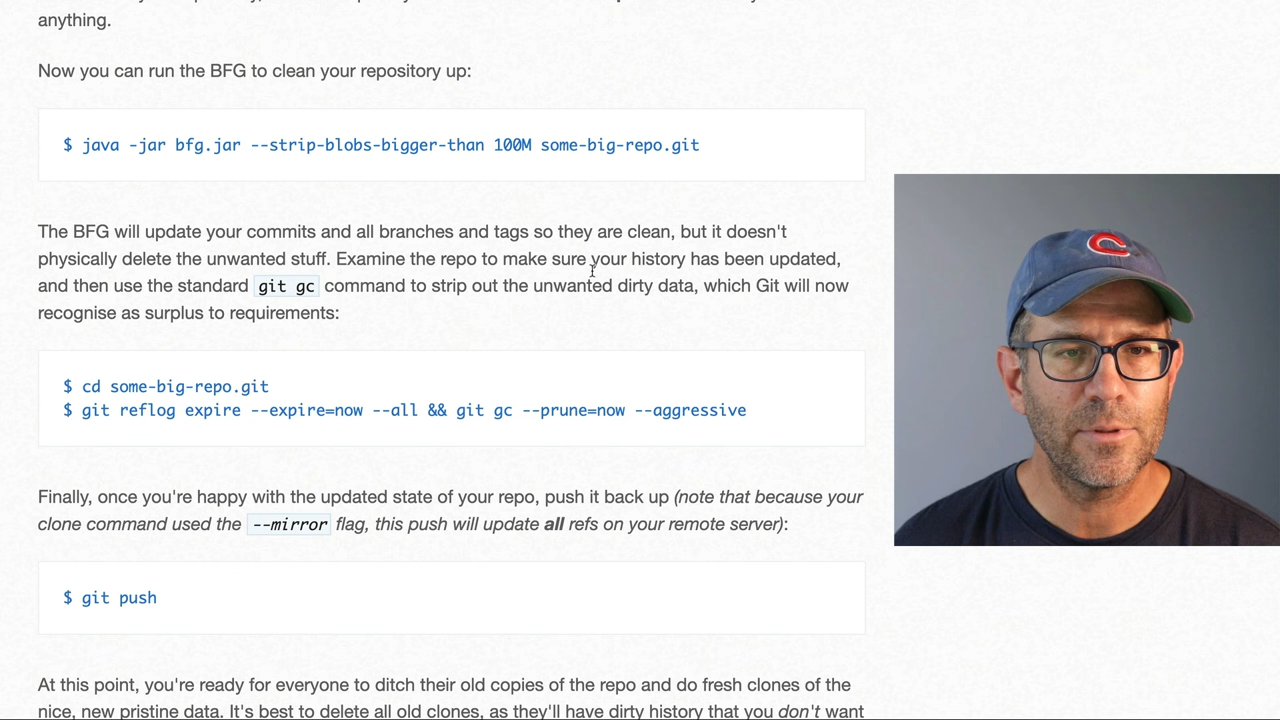 anything.
Now you can run the BFG to clean your repository up:
$ java -jar bfg.jar --strip-blobs-bigger-than 100M some-big-repo.git
The BFG will update your commits and all branches and tags so they are clean, but it doesn't
physically delete the unwanted stuff. Examine the repo to make sure your history has been updated,
and then use the standard git gc command to strip out the unwanted dirty data, which Git will now
recognise as surplus to requirements:
$ cd some-big-repo.git
$ git reflog expire --expire=now --all && git gc --prune=now --aggressive
Finally, once you're happy with the updated state of your repo, push it back up (note that because your
clone command used the --mirror flag, this push will update all refs on your remote server):
$ git push
At this point, you're ready for everyone to ditch their old copies of the repo and do fresh clones of the
nice, new pristine data. It's best to delete all old clones, as they'll have dirty history that you don't want
C